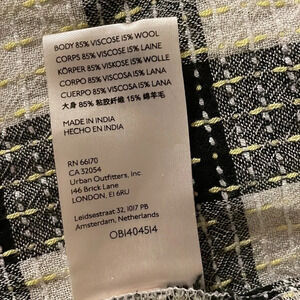 BODY 85% VISCOSE 15% WOOL
CORPS 85% VISCOSE 15% LAINE
KÖRPER 85% VISKOSE 15% WOLLE
CORPO 85% VISCOSA 15% LANA
CUERPO 85% VISCOSA 15% LANA
大身 85% 粘胶纤维 15% 绵羊毛
MADE IN INDIA
HECHO EN INDIA
RN 66170
CA 32054
Urban Outfitters, Inc
146 Brick Lane
LONDON, E1 6RU
Leidsestraat 32, 1017 PB
Amsterdam, Netherlands
OB1404514